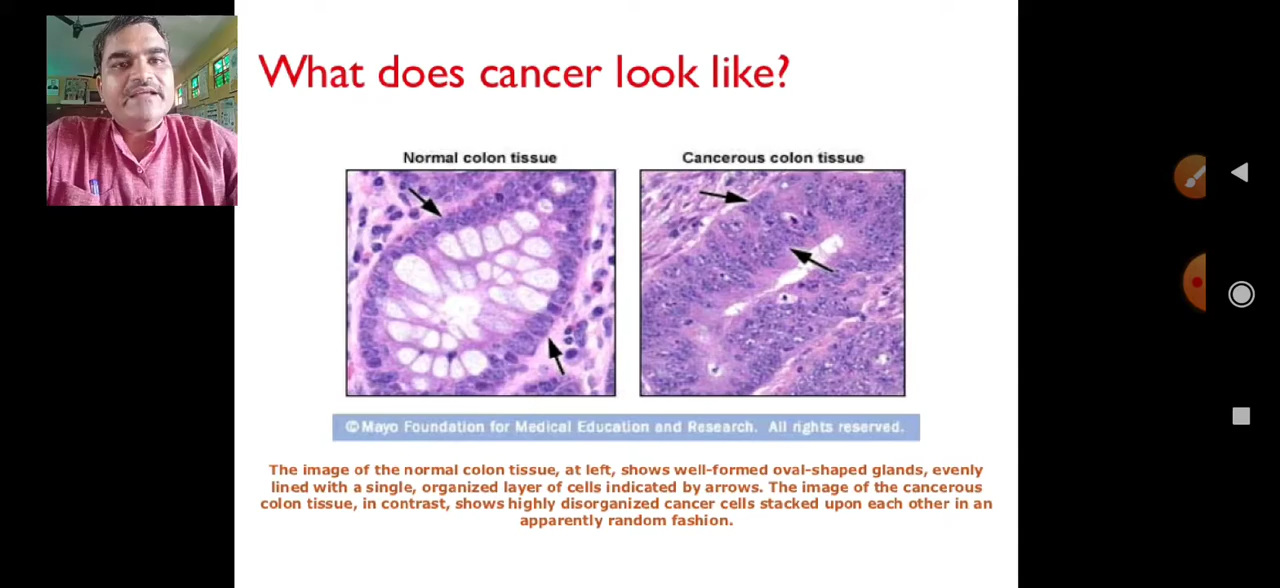 What does cancer look like?
Normal colon tissue
Cancerous colon tissue
©Mayo Foundation for Medical Education and Research. All rights reserved.
The image of the normal colon tissue, at left, shows well-formed oval-shaped glands, evenly
lined with a single, organized layer of cells indicated by arrows. The image of the cancerous
colon tissue, in contrast, shows highly disorganized cancer cells stacked upon each other in an
apparently random fashion.